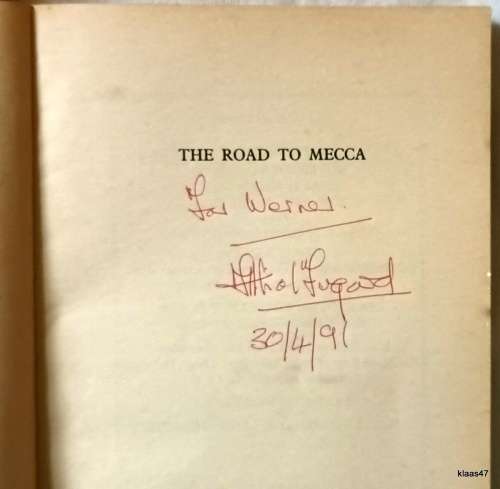 THE ROAD TO MECCA
For Werner.
Athol Fugard
30/4/91
klaas47